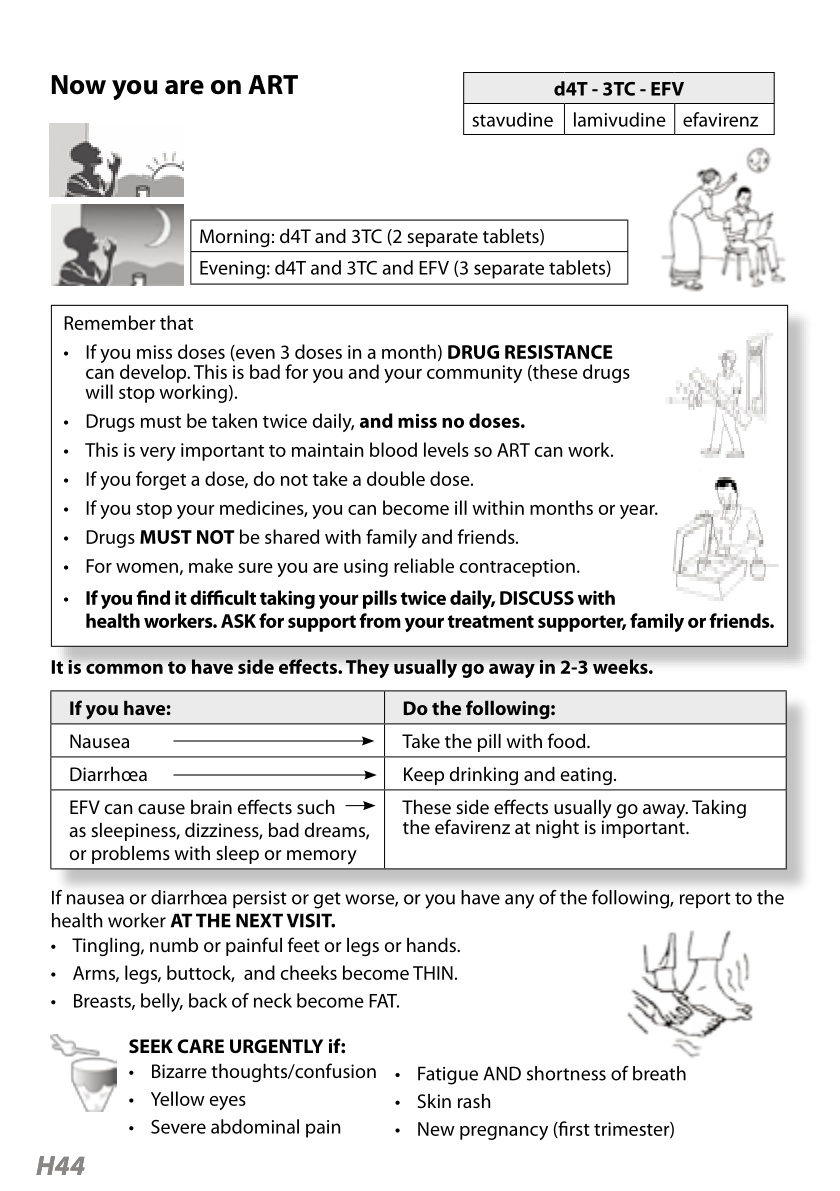 Now you are on ART
d4T - 3TC - EFV
stavudine lamivudine efavirenz
Morning: d4T and 3TC (2 separate tablets)
Evening: d4T and 3TC and EFV (3 separate tablets)
Remember that
• If you miss doses (even 3 doses in a month) DRUG RESISTANCE
can develop. This is bad for you and your community (these drugs
will stop working).
• Drugs must be taken twice daily, and miss no doses.
• This is very important to maintain blood levels so ART can work.
• If you forget a dose, do not take a double dose.
• If you stop your medicines, you can become ill within months or year.
• Drugs MUST NOT be shared with family and friends.
• For women, make sure you are using reliable contraception.
• If you find it difficult taking your pills twice daily, DISCUSS with
health workers. ASK for support from your treatment supporter, family or friends.
It is common to have side effects. They usually go away in 2-3 weeks.
If you have: Do the following:
Nausea Take the pill with food.
Diarrhœa Keep drinking and eating.
EFV can cause brain effects such
as sleepiness, dizziness, bad dreams,
or problems with sleep or memory
These side effects usually go away. Taking
the efavirenz at night is important.
If nausea or diarrhœa persist or get worse, or you have any of the following, report to the
health worker AT THE NEXT VISIT.
• Tingling, numb or painful feet or legs or hands.
• Arms, legs, buttock, and cheeks become THIN.
• Breasts, belly, back of neck become FAT.
SEEK CARE URGENTLY if:
• Bizarre thoughts/confusion
• Yellow eyes
• Severe abdominal pain
• Fatigue AND shortness of breath
• Skin rash
• New pregnancy (first trimester)
H44